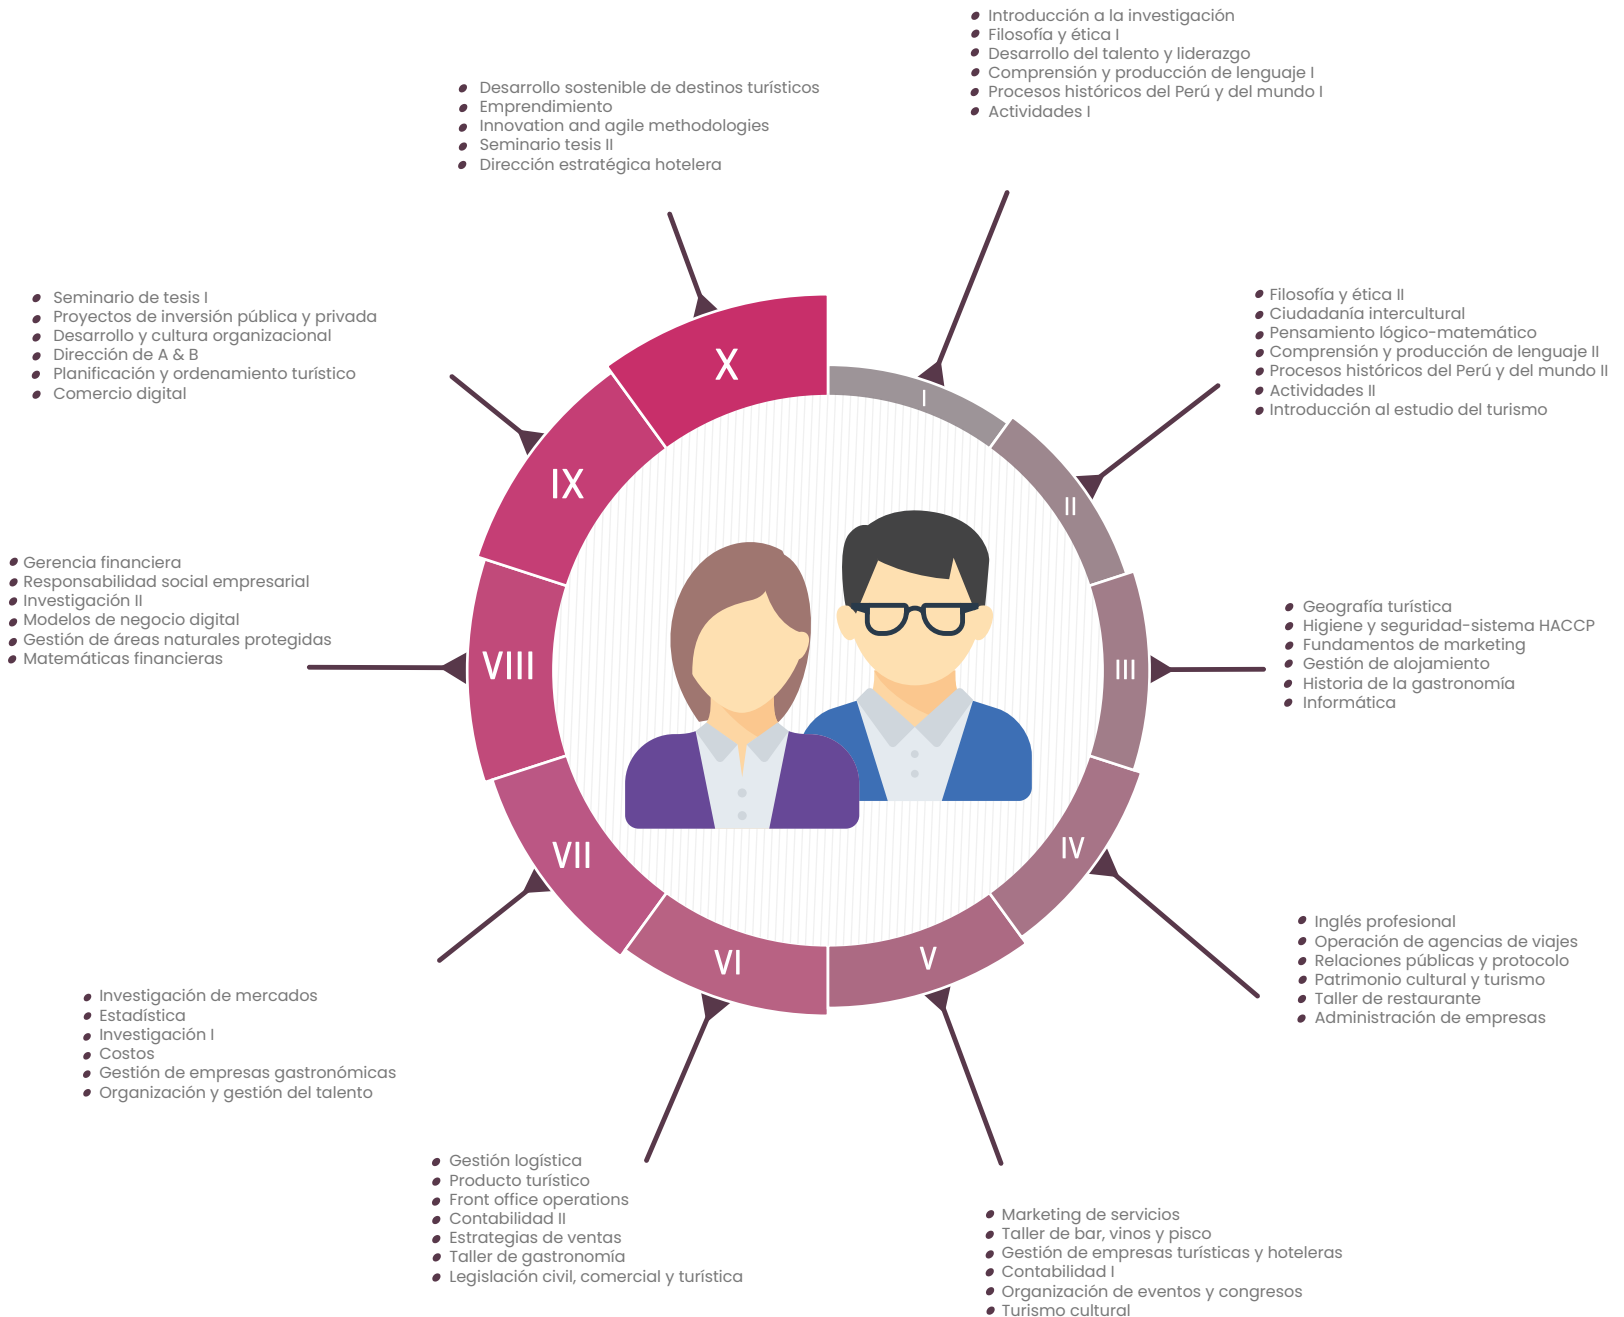 I
Introducción a la investigación
Filosofía y ética I
Desarrollo del talento y liderazgo
Comprensión y producción de lenguaje I
Procesos históricos del Perú y del mundo I
Actividades I
II
Filosofía y ética II
Ciudadanía intercultural
Pensamiento lógico-matemático
Comprensión y producción de lenguaje II
Procesos históricos del Perú y del mundo II
Actividades II
Introducción al estudio del turismo
III
Geografía turística
Higiene y seguridad-sistema HACCP
Fundamentos de marketing
Gestión de alojamiento
Historia de la gastronomía
Informática
IV
Inglés profesional
Operación de agencias de viajes
Relaciones públicas y protocolo
Patrimonio cultural y turismo
Taller de restaurante
Administración de empresas
V
Marketing de servicios
Taller de bar, vinos y pisco
Gestión de empresas turísticas y hoteleras
Contabilidad I
Organización de eventos y congresos
Turismo cultural
VI
Gestión logística
Producto turístico
Front office operations
Contabilidad II
Estrategias de ventas
Taller de gastronomía
Legislación civil, comercial y turística
VII
Investigación de mercados
Estadística
Investigación I
Costos
Gestión de empresas gastronómicas
Organización y gestión del talento
VIII
Gerencia financiera
Responsabilidad social empresarial
Investigación II
Modelos de negocio digital
Gestión de áreas naturales protegidas
Matemáticas financieras
IX
Seminario de tesis I
Proyectos de inversión pública y privada
Desarrollo y cultura organizacional
Dirección de A & B
Planificación y ordenamiento turístico
Comercio digital
X
Desarrollo sostenible de destinos turísticos
Emprendimiento
Innovation and agile methodologies
Seminario tesis II
Dirección estratégica hotelera